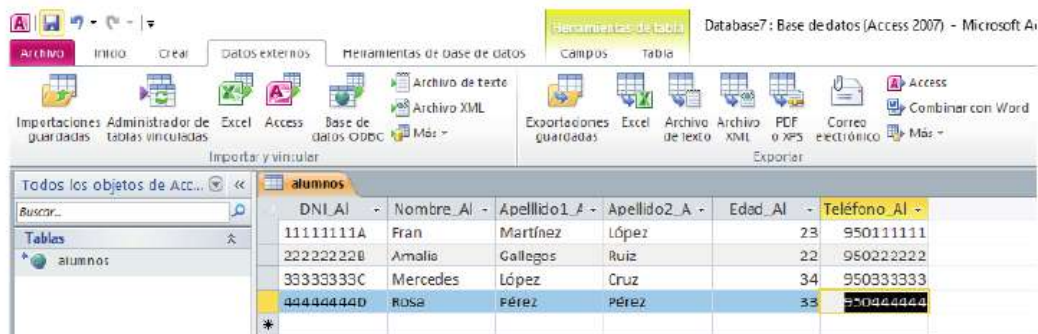 Herramientas de tabla Database7 : Base de datos (Access 2007) - Microsoft A
Archivo Inicio Crear Datos externos Herramientas de base de datos Campos Tabla
Importaciones guardadas
Administrador de tablas vinculadas
Excel
Access
Base de datos ODBC
Archivo de texto
Archivo XML
Más
Importar y vincular
Exportaciones guardadas
Excel
Archivo de texto
Archivo XML
PDF o XPS
Correo electrónico
Access
Combinar con Word
Más
Exportar
Todos los objetos de Acc...
Buscar...
Tablas
alumnos
alumnos
DNI_Al Nombre_Al Apelllido1_A Apellido2_A Edad_Al Teléfono_Al
11111111A Fran Martínez López 23 950111111
22222222B Amalia Gallegos Ruiz 22 950222222
33333333C Mercedes López Cruz 34 950333333
44444444D Rosa Pérez Pérez 33 950444444